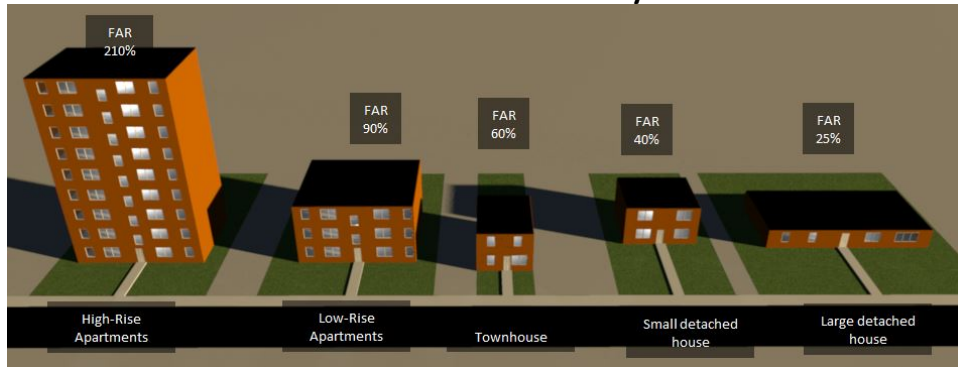 FAR
210%
FAR
90%
FAR
60%
FAR
40%
FAR
25%
High-Rise
Apartments
Low-Rise
Apartments
Townhouse
Small detached
house
Large detached
house